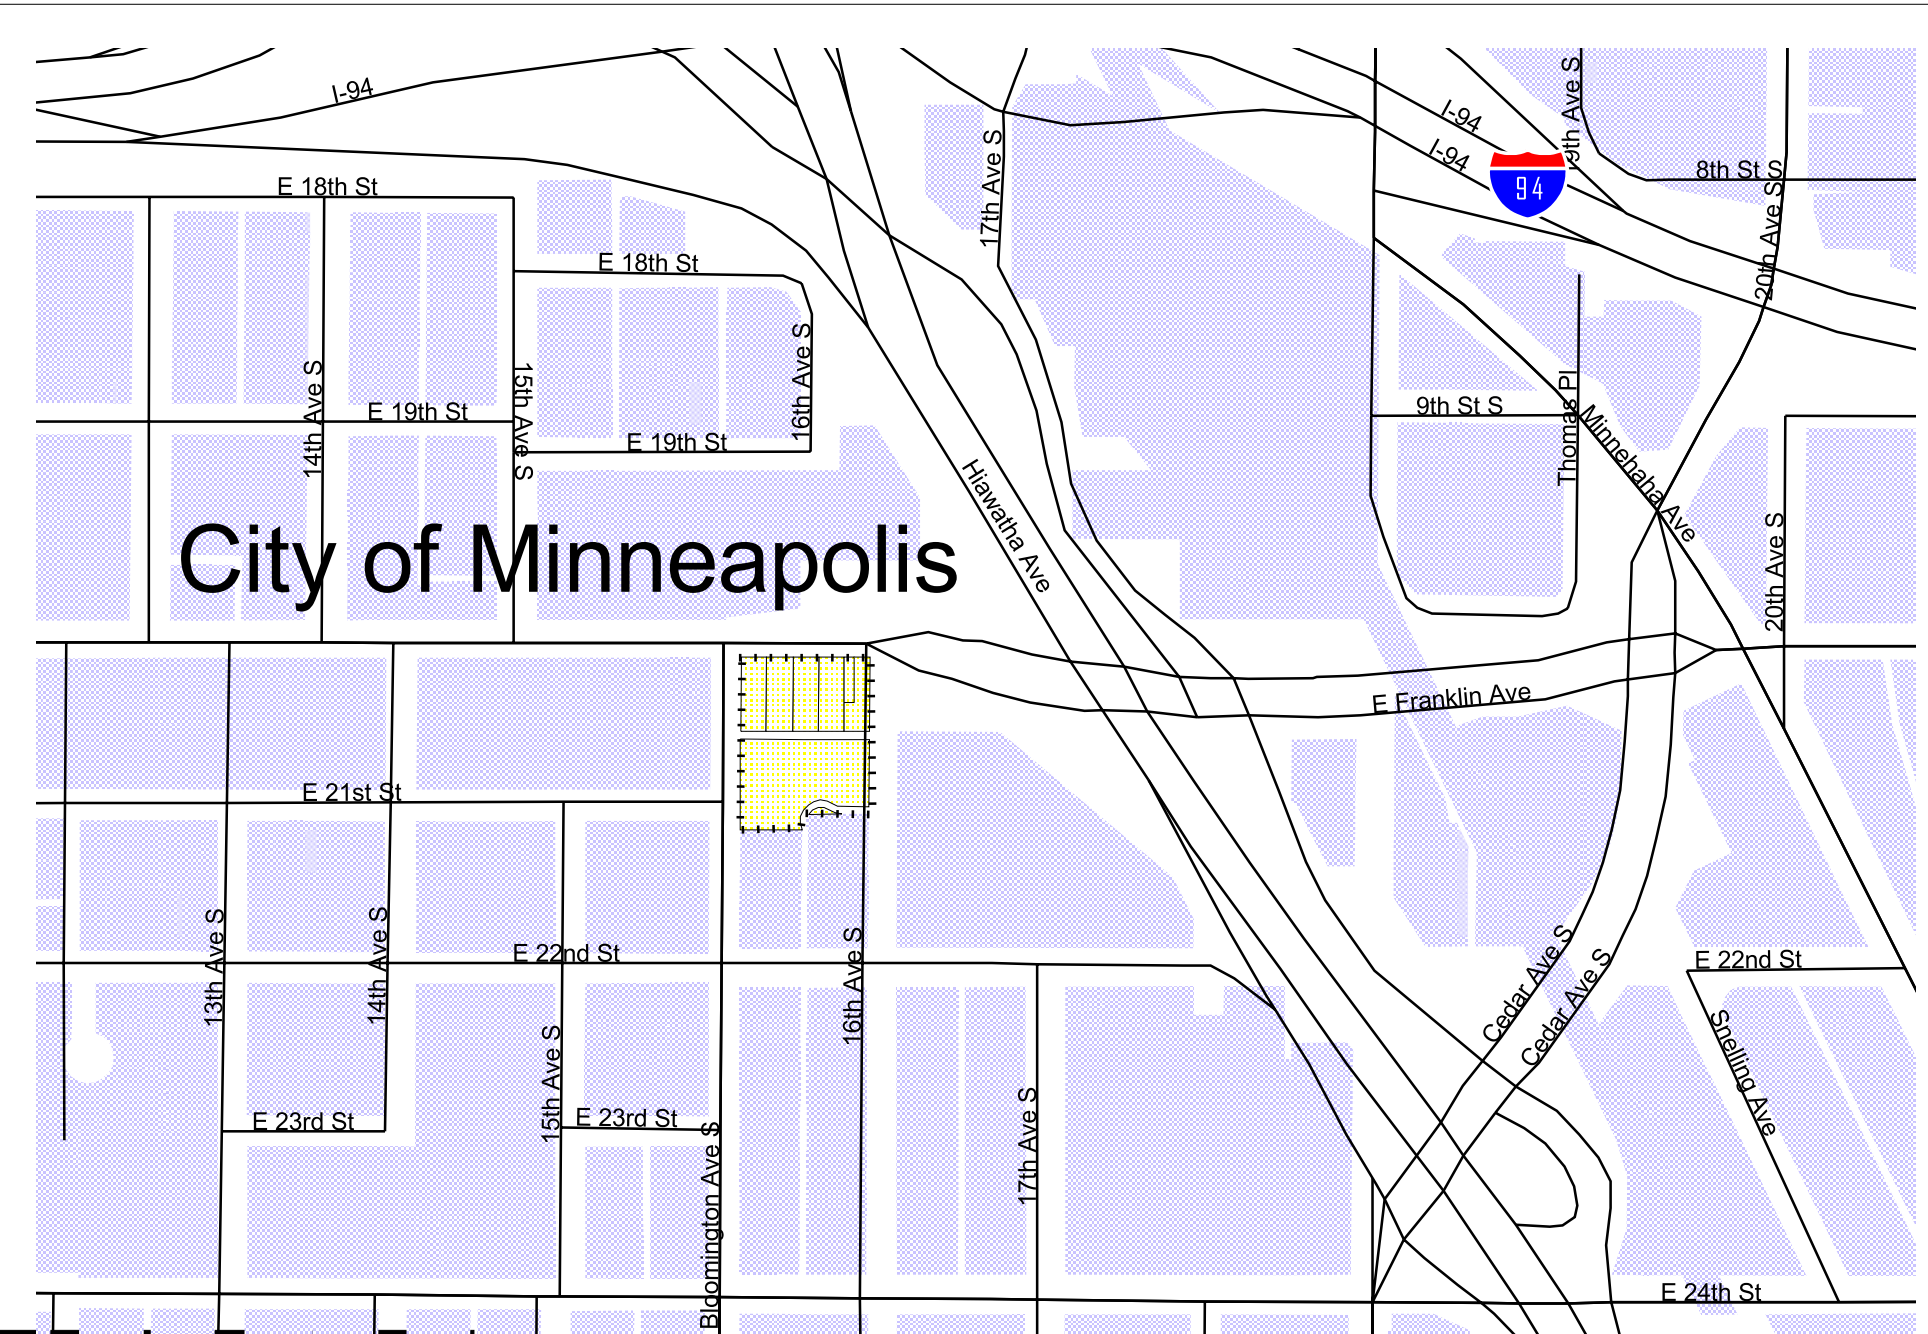 I-94
I-94
I-94
94
9th Ave S
8th St S
E 18th St
17th Ave S
20th Ave S
E 18th St
16th Ave S
14th Ave S
15th Ave S
E 19th St
E 19th St
9th St S
Thomas Pl
Minnehaha Ave
Hiawatha Ave
City of Minneapolis
20th Ave S
E Franklin Ave
E 21st St
13th Ave S
14th Ave S
E 22nd St
16th Ave S
Cedar Ave S
Cedar Ave S
E 22nd St
Snelling Ave
15th Ave S
E 23rd St
E 23rd St
17th Ave S
Bloomington Ave S
E 24th St